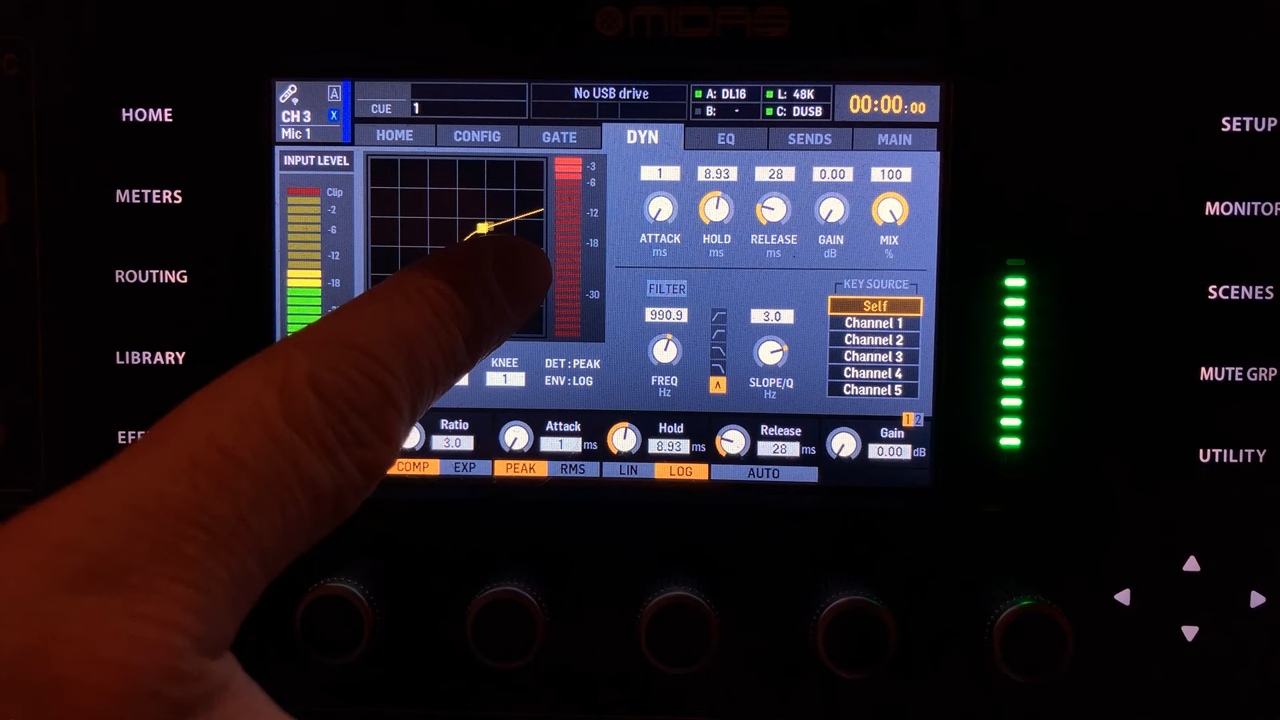 MIDAS
HOME
METERS
ROUTING
LIBRARY
SETUP
SCENES
MUTE GRP
UTILITY
CH 3
A
X
Mic 1
CUE
1
No USB drive
A: DL16
B: -
L: 48K
C: DUSB
00:00:00
HOME CONFIG GATE DYN EQ SENDS MAIN
INPUT LEVEL
Clip
-2
-6
-12
-18
-3
-6
-12
-18
-30
1 8.93 28 0.00 100
ATTACK HOLD RELEASE GAIN MIX
ms ms ms dB %
FILTER
990.9
3.0
FREQ
Hz
SLOPE/Q
Hz
KEY SOURCE
Self
Channel 1
Channel 2
Channel 3
Channel 4
Channel 5
KNEE
1
DET:PEAK
ENV:LOG
1 2
Ratio
3.0
Attack
1 ms
Hold
8.93 ms
Release
28 ms
Gain
0.00 dB
COMP EXP PEAK RMS LIN LOG AUTO